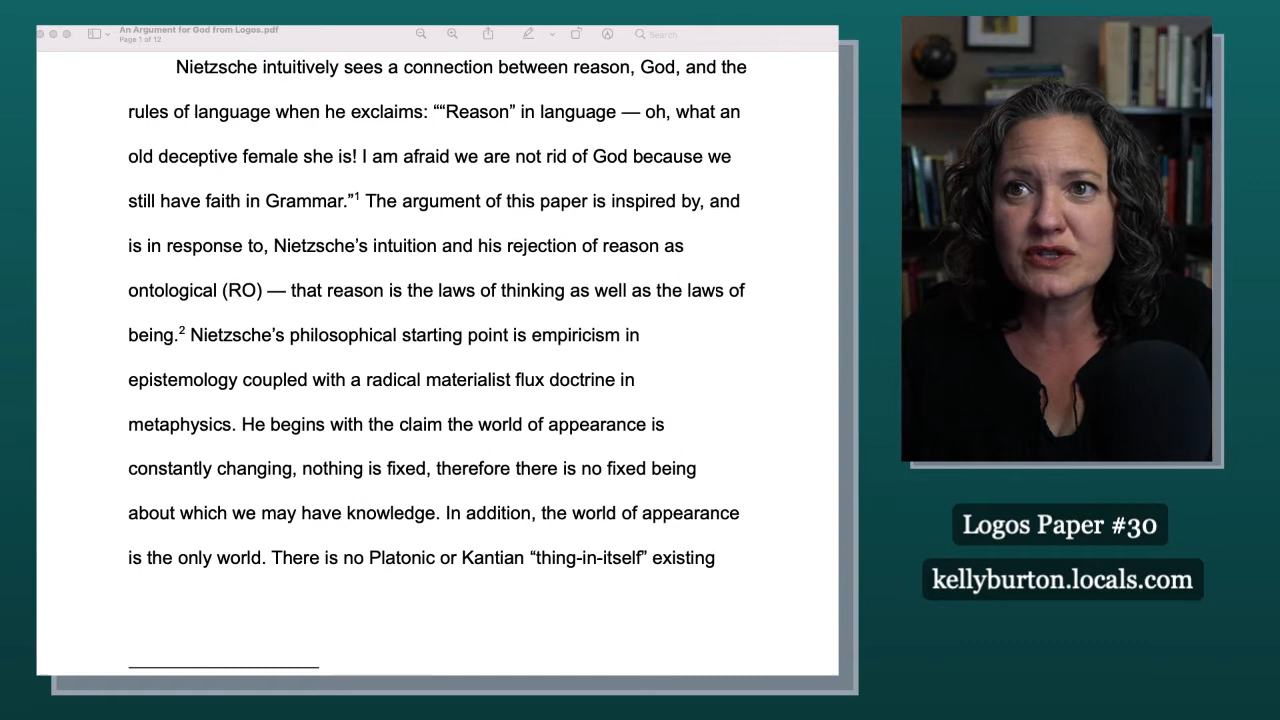 An Argument for God from Logos.pdf
Page 1 of 12
Search
Nietzsche intuitively sees a connection between reason, God, and the
rules of language when he exclaims: ““Reason” in language — oh, what an
old deceptive female she is! I am afraid we are not rid of God because we
still have faith in Grammar.”1 The argument of this paper is inspired by, and
is in response to, Nietzsche’s intuition and his rejection of reason as
ontological (RO) — that reason is the laws of thinking as well as the laws of
being.2 Nietzsche’s philosophical starting point is empiricism in
epistemology coupled with a radical materialist flux doctrine in
metaphysics. He begins with the claim the world of appearance is
constantly changing, nothing is fixed, therefore there is no fixed being
about which we may have knowledge. In addition, the world of appearance
is the only world. There is no Platonic or Kantian “thing-in-itself” existing
Logos Paper #30
kellyburton.locals.com